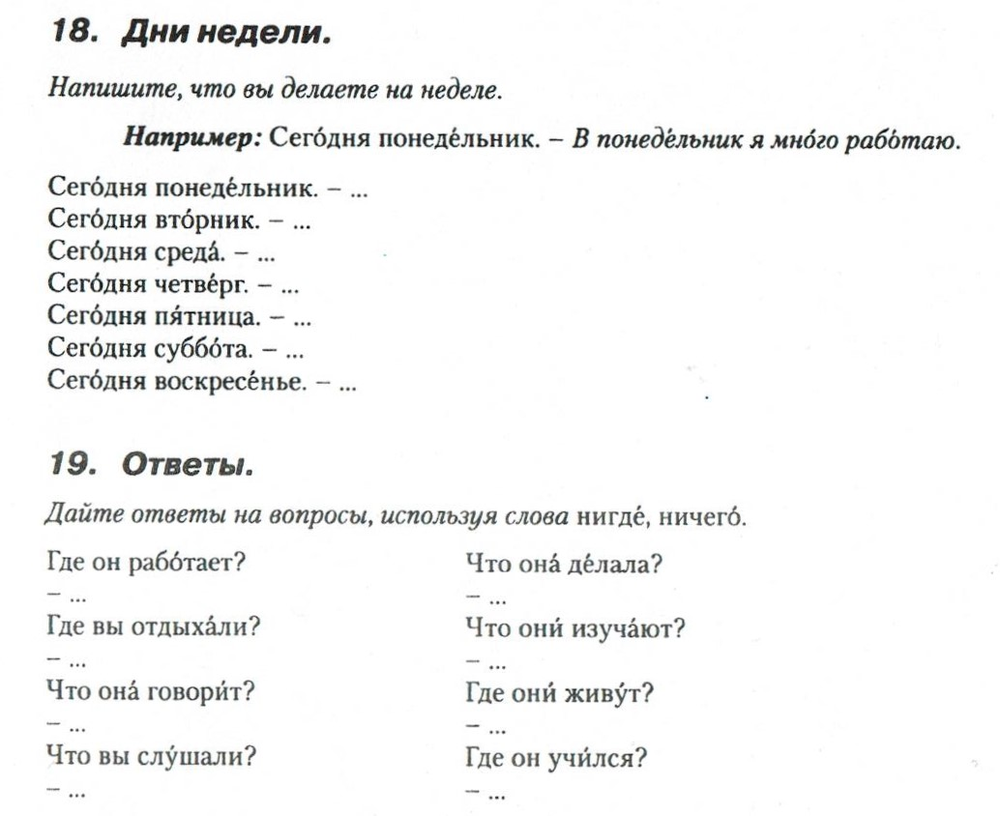 18. Дни недели.
Напишите, что вы делаете на неделе.
Например: Сего́дня понеде́льник. – В понеде́льник я мно́го рабо́таю.
Сего́дня понеде́льник. – ...
Сего́дня вто́рник. – ...
Сего́дня среда́. – ...
Сего́дня четве́рг. – ...
Сего́дня пя́тница. – ...
Сего́дня суббо́та. – ...
Сего́дня воскресе́нье. – ...
19. Ответы.
Дайте ответы на вопросы, используя слова нигде́, ничего́.
Где он рабо́тает?
– ...
Где вы отдыха́ли?
– ...
Что она́ говори́т?
– ...
Что вы слу́шали?
– ...
Что она́ де́лала?
– ...
Что они́ изуча́ют?
– ...
Где они́ живу́т?
– ...
Где он учи́лся?
– ...